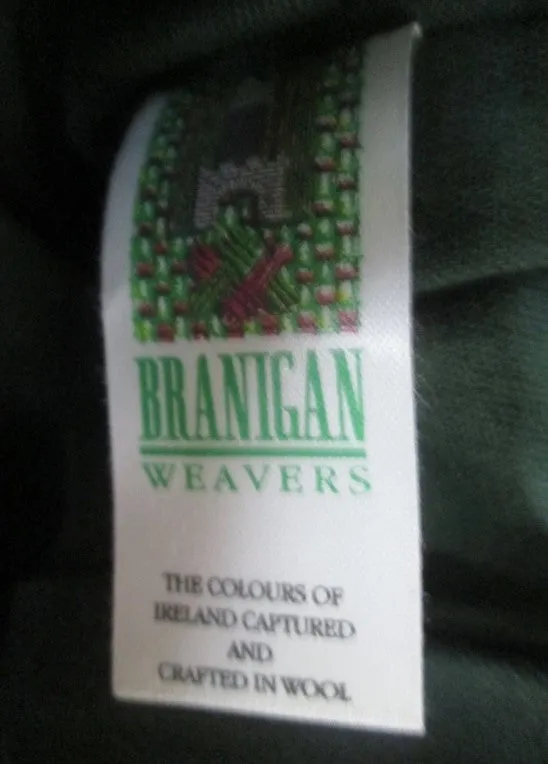 BRANIGAN
WEAVERS
THE COLOURS OF
IRELAND CAPTURED
AND
CRAFTED IN WOOL